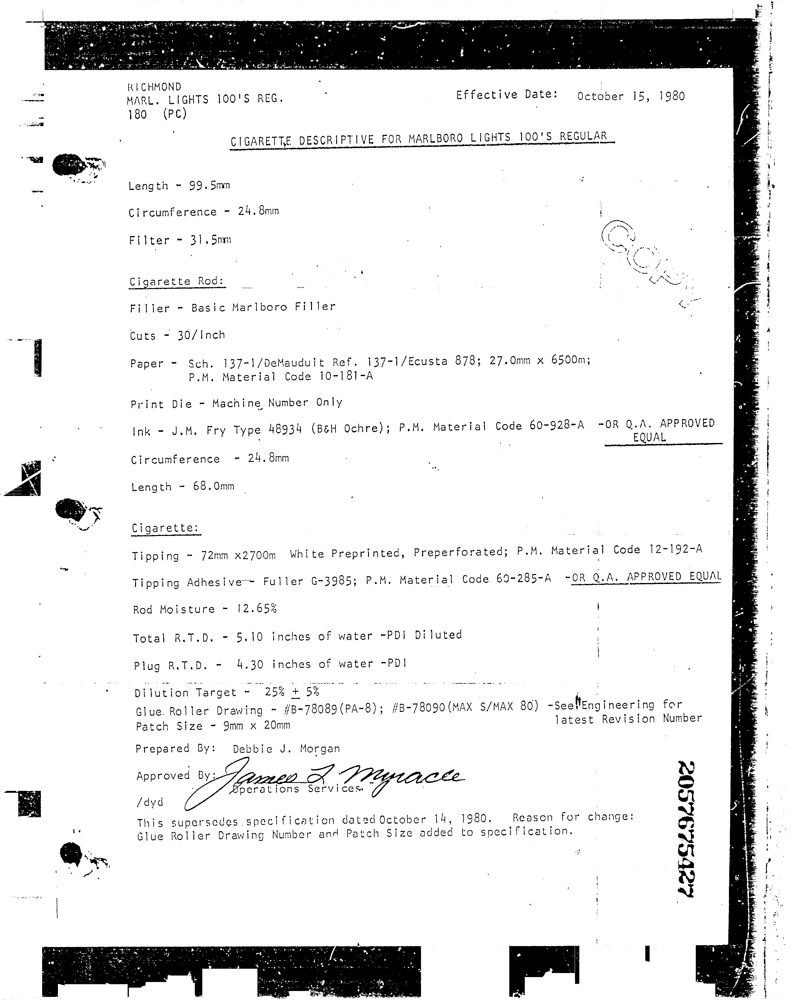 RICHMOND
MARL. LIGHTS 100'S REG.
180 (PC)
Effective Date: October 15, 1980
CIGARETTE DESCRIPTIVE FOR MARLBORO LIGHTS 100'S REGULAR
Length - 99.5mm
Circumference - 24.8mm
Filter - 31.5mm
COPY
Cigarette Rod:
Filler - Basic Marlboro Filler
Cuts - 30/Inch
Paper - Sch. 137-1/DeMauduit Ref. 137-1/Ecusta 878; 27.0mm x 6500m;
P.M. Material Code 10-181-A
Print Die - Machine Number Only
Ink - J.M. Fry Type 48934 (B&H Ochre); P.M. Material Code 60-928-A -OR Q.A. APPROVED
EQUAL
Circumference - 24.8mm
Length - 68.0mm
Cigarette:
Tipping - 72mm x2700m White Preprinted, Preperforated; P.M. Material Code 12-192-A
Tipping Adhesive - Fuller G-3985; P.M. Material Code 60-285-A -OR Q.A. APPROVED EQUAL
Rod Moisture - 12.65%
Total R.T.D. - 5.10 inches of water -PDI Diluted
Plug R.T.D. - 4.30 inches of water -PDI
Dilution Target - 25% ± 5%
Glue Roller Drawing - #B-78089(PA-8); #B-78090(MAX S/MAX 80) -See Engineering for
latest Revision Number
Patch Size - 9mm x 20mm
Prepared By: Debbie J. Morgan
Approved By: James L Myracle
Operations Services
/dyd
This supersedes specification dated October 14, 1980. Reason for change:
Glue Roller Drawing Number and Patch Size added to specification.
2057675427